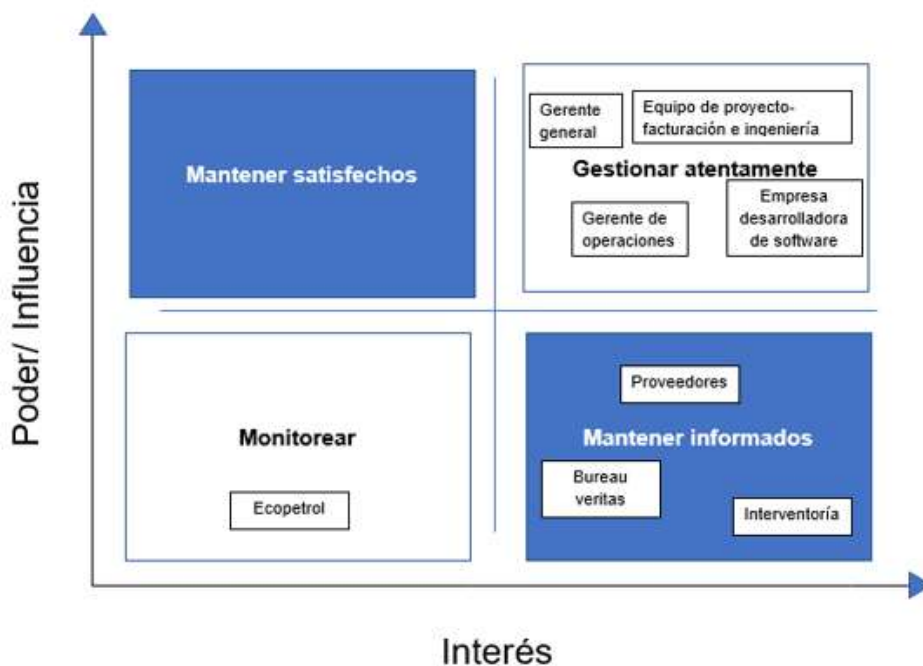 Poder/ Influencia
Mantener satisfechos
Gerente
general
Equipo de proyecto-
facturación e ingeniería
Gestionar atentamente
Gerente de
operaciones
Empresa
desarrolladora
de software
Monitorear
Ecopetrol
Proveedores
Mantener informados
Bureau
veritas
Interventoría
Interés